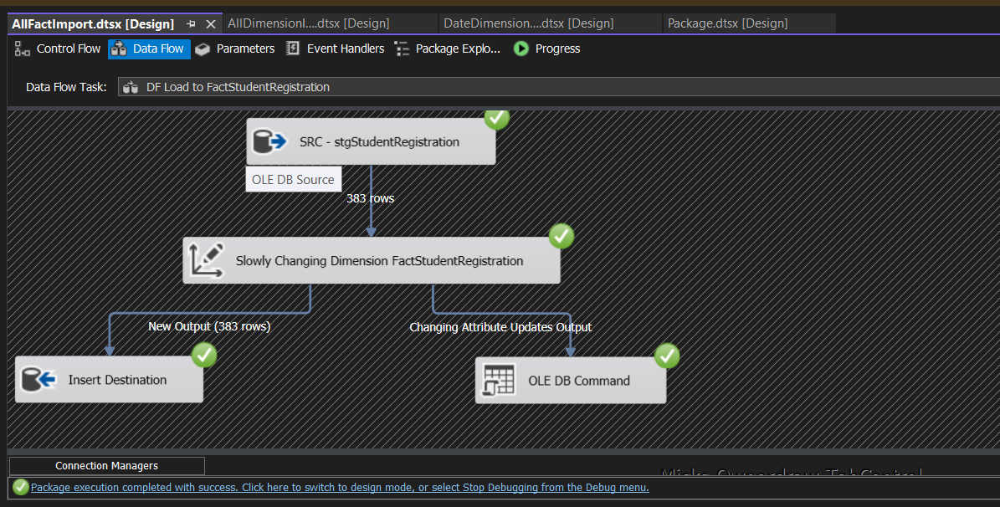 AllFactImport.dtsx [Design]
AllDimensionI....dtsx [Design]
DateDimension....dtsx [Design]
Package.dtsx [Design]
Control Flow
Data Flow
Parameters
Event Handlers
Package Explo...
Progress
Data Flow Task:
DF Load to FactStudentRegistration
SRC - stgStudentRegistration
OLE DB Source
383 rows
Slowly Changing Dimension FactStudentRegistration
New Output (383 rows)
Changing Attribute Updates Output
Insert Destination
OLE DB Command
Connection Managers
Package execution completed with success. Click here to switch to design mode, or select Stop Debugging from the Debug menu.